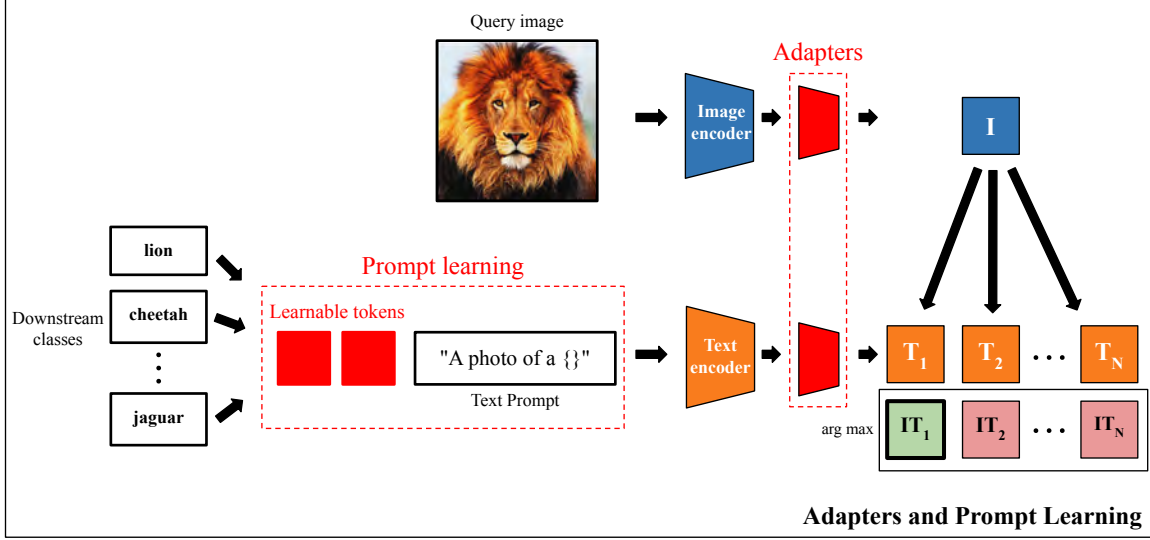 Query image
Adapters
Image
encoder
I
lion
Prompt learning
Downstream
classes
cheetah
Learnable tokens
"A photo of a {}"
Text Prompt
Text
encoder
T1 T2 ... TN
jaguar
arg max
IT1 IT2 ... ITN
Adapters and Prompt Learning